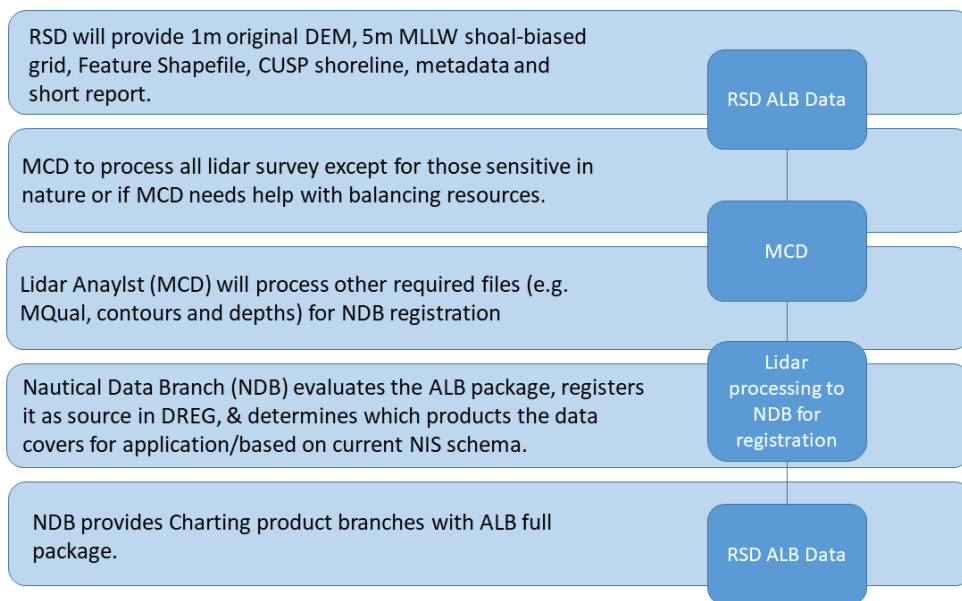 RSD will provide 1m original DEM, 5m MLLW shoal-biased
grid, Feature Shapefile, CUSP shoreline, metadata and
short report.
RSD ALB Data
MCD to process all lidar survey except for those sensitive in
nature or if MCD needs help with balancing resources.
MCD
Lidar Anaylst (MCD) will process other required files (e.g.
MQual, contours and depths) for NDB registration
Lidar
processing to
NDB for
registration
Nautical Data Branch (NDB) evaluates the ALB package, registers
it as source in DREG, & determines which products the data
covers for application/based on current NIS schema.
NDB provides Charting product branches with ALB full
package.
RSD ALB Data